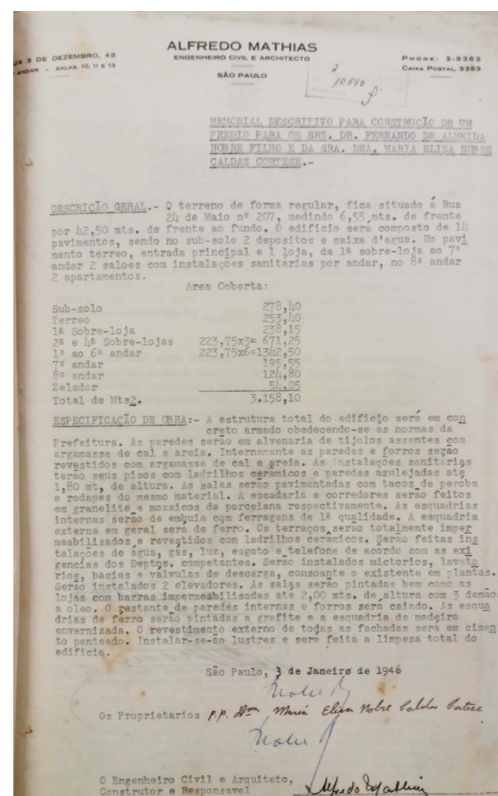 ALFREDO MATHIAS
ENGENHEIRO CIVIL E ARCHITECTO
SÃO PAULO
UA 3 DE DEZEMBRO, 48
ANDAR - SALAS, 10, 11 e 12
PHONE: 2-8363
CAIXA POSTAL, 3383
10590
MEMORIAL DESCRITIVO PARA CONSTRUÇÃO DE UM
PREDIO PARA OS SRS. DR. FERNANDO DE ALMEIDA
NOBRE FILHO E DA SRA. DNA. MARIA ELISA NOBRE
CALDAS CORTESE.-
DESCRIÇÃO GERAL.- O terreno de forma regular, fica situado á Rua
24 de Maio nº 207, medindo 6,55 mts. de frente
por 42,50 mts. de frente ao fundo. O edificio será composto de 14
pavimentos, sendo no sub-solo 2 depositos e caixa d'agua. No pavi
mento terreo, entrada principal e 1 loja, da 1ª sobre-loja ao 7º
andar 2 saloes com instalações sanitarias por andar, no 8º andar
2 apartamentos.
Area Coberta:
Sub-solo 278,40
Terreo 253,40
1ª Sobre-loja 238,15
2ª e 4ª Sobre-lojas 223,75x3= 671,25
1º ao 6º andar 223,75x6=1342,50
7º andar 195,55
8º andar 124,80
Zelador 54,05
Total de Mts2. 3.158,10
ESPECIFICAÇÃO DE OBRA:- A estrutura total do edificio será em con
creto armado obedecendo-se as normas da
Prefeitura. As paredes serão em alvenaria de tijolos assentes com
argamassa de cal e areia. Internamente as paredes e forros serão
revestidos com argamassa de cal e areia. As instalações sanitarias
terão seus pisos com ladrilhos ceramicos e paredes azulejadas até
1,80 mt, de altura. As salas serão pavimentadas com tacos de peroba
e rodapes do mesmo material. A escadaria e corredores serão feitos
em granelite e mozaicos de porcelana respectivamente. As esquadrias
internas serão de embuia com ferragens de 1ª qualidade. A esquadria
externa em geral será de ferro. Os terraços serão totalmente imper
meabilisados e revestidos com ladrilhos ceramicos. Serão feitas ins
talações de água, gas, luz, esgoto e telefone de acordo com as exi
gencias dos Deptos. competentes. Serão instalados mictorios, lavato
rios, bacias e valvulas de descarga, consoante o existente em plantas.
Serão instalados 2 elevadores. As salas serão pintadas bem como as
lojas com barras impermeabilisadas até 2,00 mts. de altura com 3 demão
a oleo. O restante de paredes internas e forros será caiado. As esqua
drias de ferro serão pintadas a grafite e a esquadria de madeira
envernizada. O revestimento externo de todas as fachadas será em cimen
to penteado. Instalar-se-ão lustres e será feita a limpeza total do
edificio.
São Paulo, 3 de Janeiro de 1946
Os Proprietarios p.p. Maria Elisa Nobre Caldas Cortese
O Engenheiro Civil e Arquiteto,
Construtor e Responsavel Alfredo Mathias